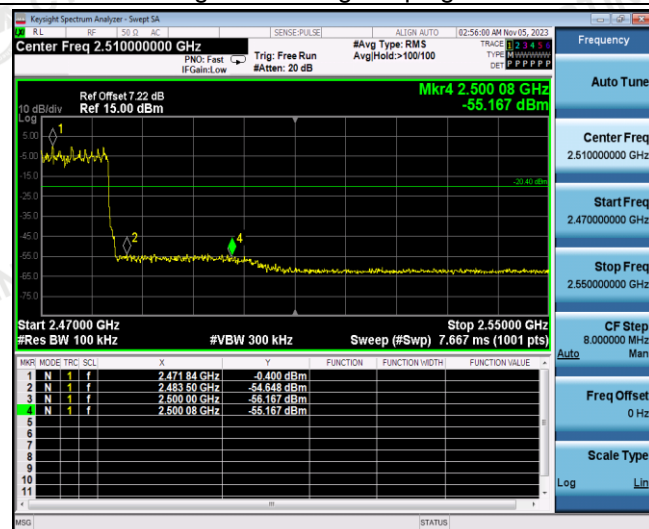 Keysight Spectrum Analyzer - Swept SA
RL RF 50 Ω AC SENSE:PULSE ALIGN AUTO 02:56:00 AM Nov 05, 2023
Center Freq 2.510000000 GHz #Avg Type: RMS TRACE 1 2 3 4 5 6
PNO: Fast Trig: Free Run Avg|Hold:>100/100 TYPE M WWWWW
IFGain:Low #Atten: 20 dB DET P P P P P P
Mkr4 2.500 08 GHz
-55.167 dBm
Ref Offset 7.22 dB
10 dB/div Ref 15.00 dBm
Log
5.00
-5.00
-15.0
-25.0
-35.0
-45.0
-55.0
-65.0
-75.0
1
2
4
-20.40 dBm
Start 2.47000 GHz Stop 2.55000 GHz
#Res BW 100 kHz #VBW 300 kHz Sweep (#Swp) 7.667 ms (1001 pts)
MKR MODE TRC SCL X Y FUNCTION FUNCTION WIDTH FUNCTION VALUE
1 N 1 f 2.471 84 GHz -0.400 dBm
2 N 1 f 2.483 50 GHz -54.648 dBm
3 N 1 f 2.500 00 GHz -56.167 dBm
4 N 1 f 2.500 08 GHz -55.167 dBm
5
6
7
8
9
10
11
MSG STATUS
Frequency
Auto Tune
Center Freq
2.510000000 GHz
Start Freq
2.470000000 GHz
Stop Freq
2.550000000 GHz
CF Step
8.000000 MHz
Auto Man
Freq Offset
0 Hz
Scale Type
Log Lin